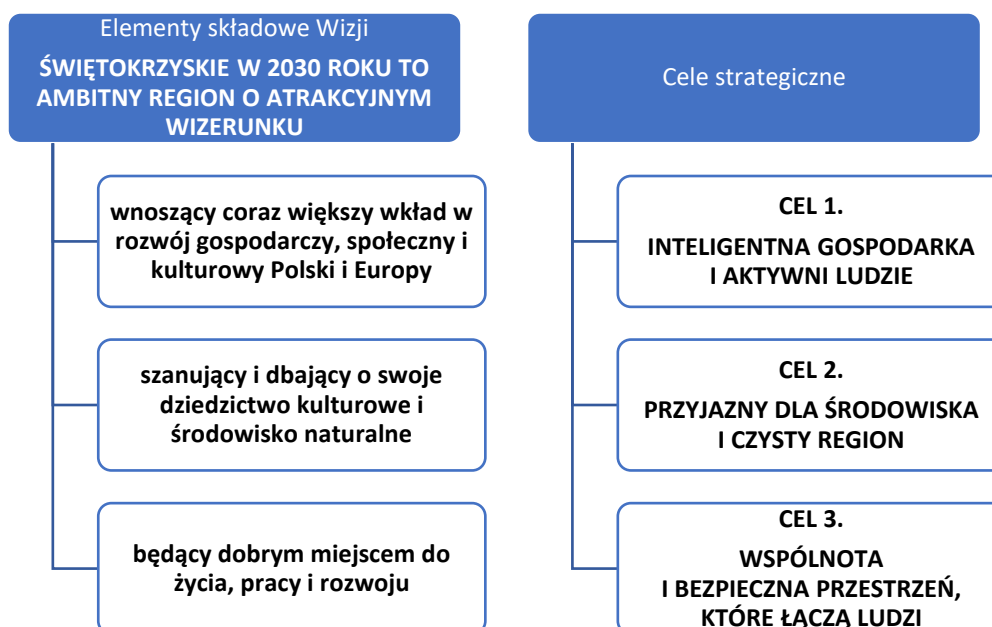 Elementy składowe Wizji
ŚWIĘTOKRZYSKIE W 2030 ROKU TO
AMBITNY REGION O ATRAKCYJNYM
WIZERUNKU
wnoszący coraz większy wkład w
rozwój gospodarczy, społeczny i
kulturowy Polski i Europy
szanujący i dbający o swoje
dziedzictwo kulturowe i
środowisko naturalne
będący dobrym miejscem do
życia, pracy i rozwoju
Cele strategiczne
CEL 1.
INTELIGENTNA GOSPODARKA
I AKTYWNI LUDZIE
CEL 2.
PRZYJAZNY DLA ŚRODOWISKA
I CZYSTY REGION
CEL 3.
WSPÓLNOTA
I BEZPIECZNA PRZESTRZEŃ,
KTÓRE ŁĄCZĄ LUDZI